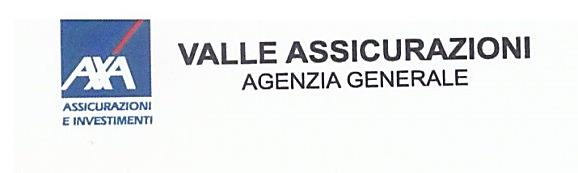 AXA
ASSICURAZIONI
E INVESTIMENTI
VALLE ASSICURAZIONI
AGENZIA GENERALE